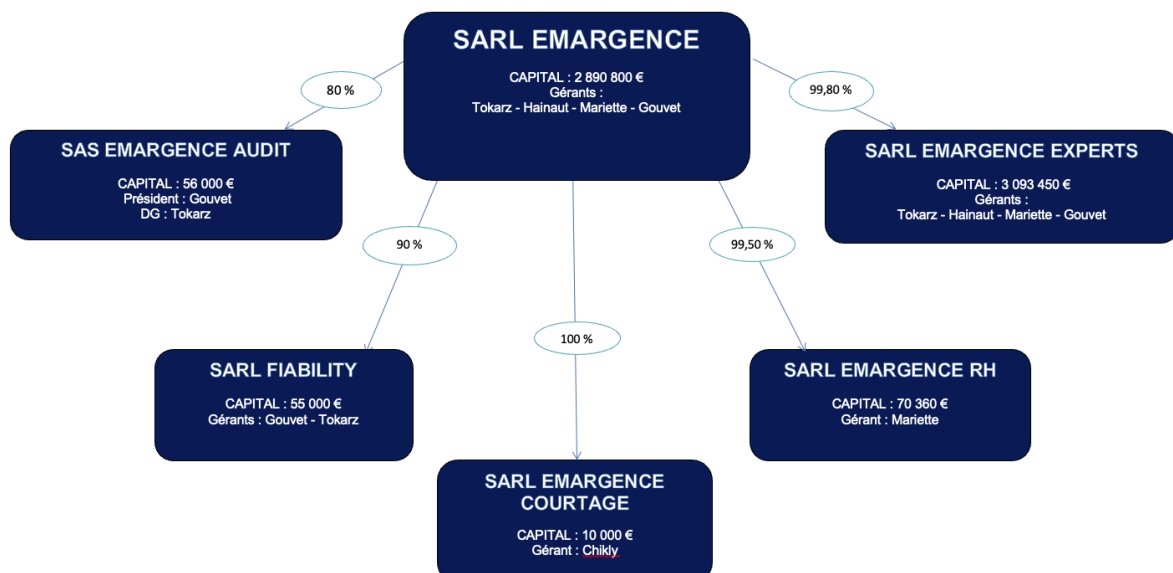 SARL EMARGENCE
CAPITAL : 2 890 800 €
Gérants :
Tokarz - Hainaut - Mariette - Gouvet
80 %
99,80 %
SAS EMARGENCE AUDIT
CAPITAL : 56 000 €
Président : Gouvet
DG : Tokarz
SARL EMARGENCE EXPERTS
CAPITAL : 3 093 450 €
Gérants :
Tokarz - Hainaut - Mariette - Gouvet
90 %
99,50 %
100 %
SARL FIABILITY
CAPITAL : 55 000 €
Gérants : Gouvet - Tokarz
SARL EMARGENCE RH
CAPITAL : 70 360 €
Gérant : Mariette
SARL EMARGENCE
COURTAGE
CAPITAL : 10 000 €
Gérant : Chikly